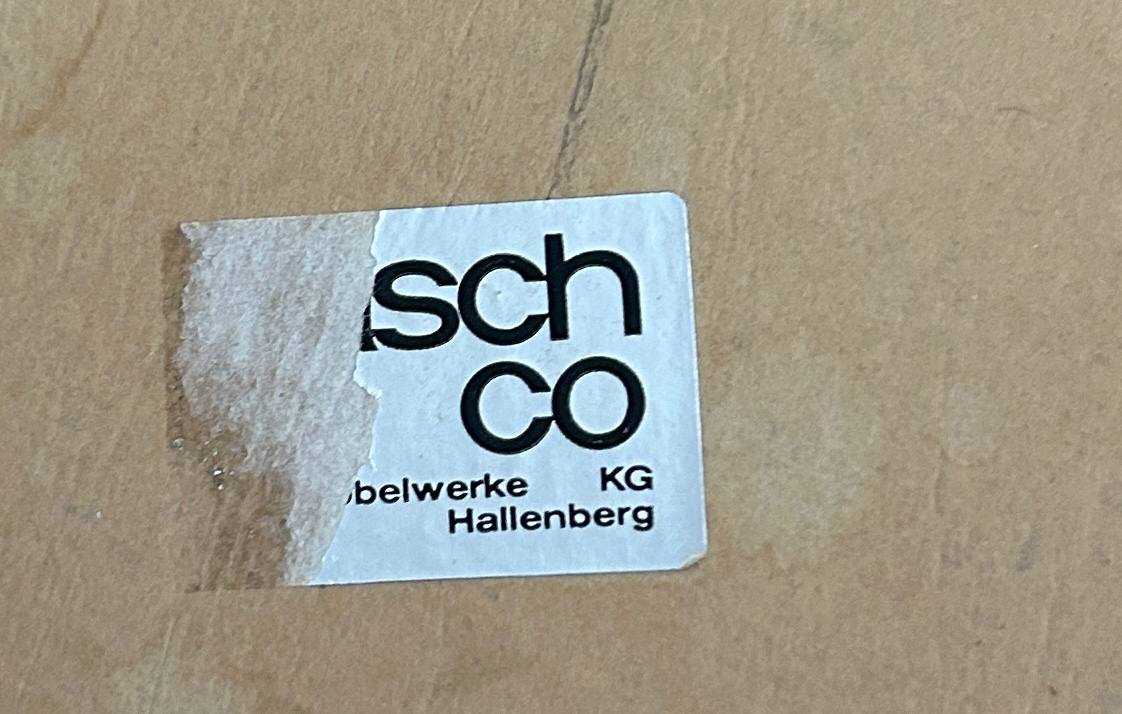 sch
co
belwerke KG
Hallenberg